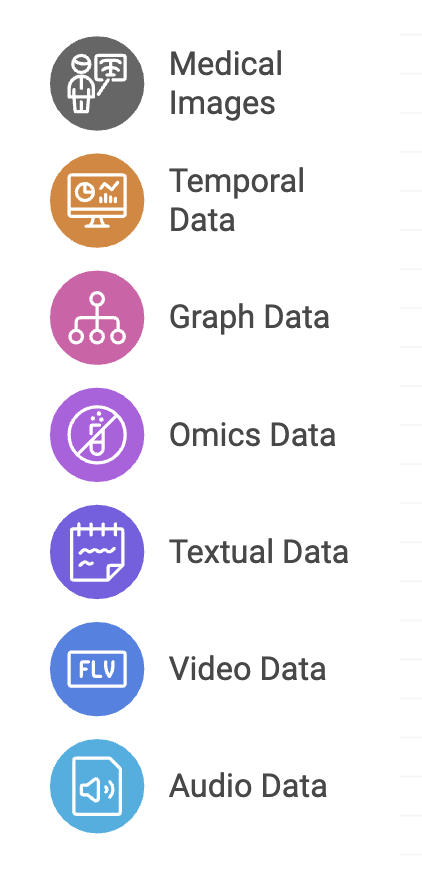 Medical
Images
Temporal
Data
Graph Data
Omics Data
Textual Data
FLV
Video Data
Audio Data